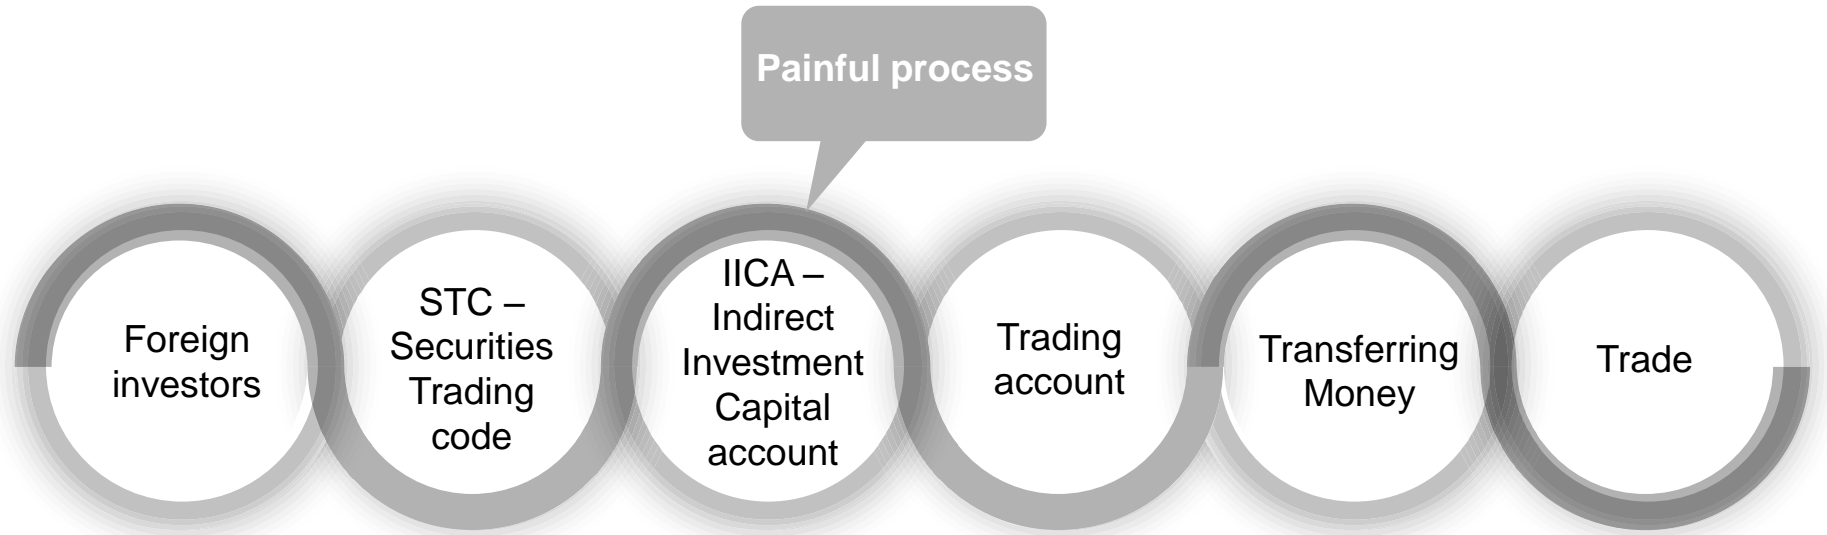 Painful process
Foreign
investors
STC –
Securities
Trading
code
IICA –
Indirect
Investment
Capital
account
Trading
account
Transferring
Money
Trade